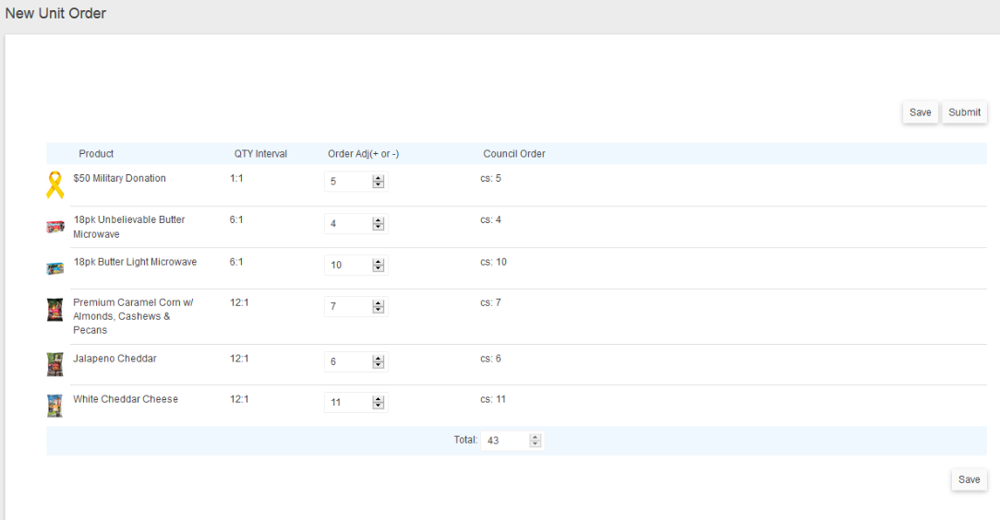 New Unit Order
Save Submit
Product QTY Interval Order Adj(+ or -) Council Order
$50 Military Donation 1:1 5 cs: 5
18pk Unbelievable Butter 6:1 4 cs: 4
Microwave
18pk Butter Light Microwave 6:1 10 cs: 10
Premium Caramel Corn w/ 12:1 7 cs: 7
Almonds, Cashews &
Pecans
Jalapeno Cheddar 12:1 6 cs: 6
White Cheddar Cheese 12:1 11 cs: 11
Total: 43
Save